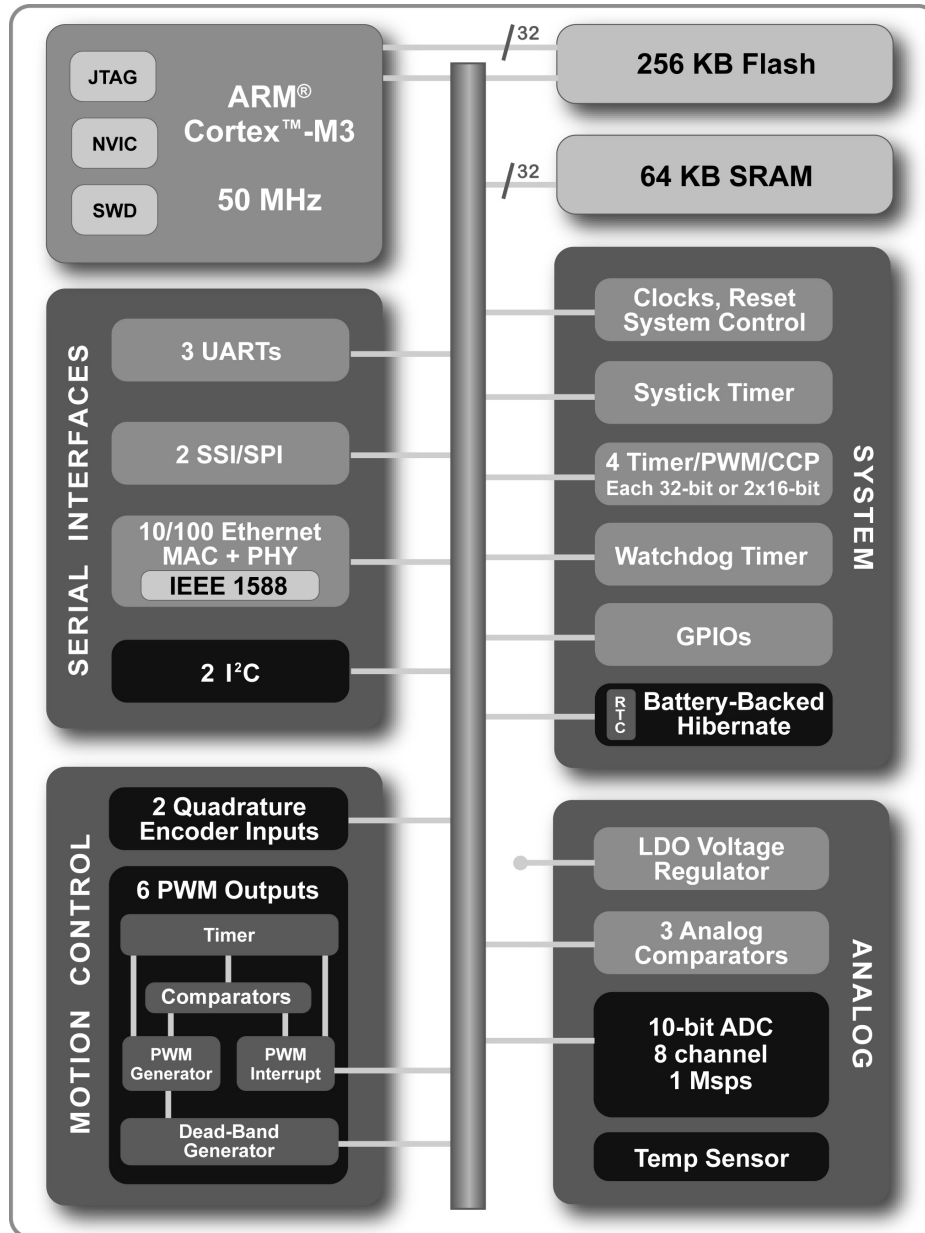 JTAG
NVIC
SWD
ARM®
Cortex™-M3
50 MHz
32
256 KB Flash
32
64 KB SRAM
SERIAL INTERFACES
3 UARTs
2 SSI/SPI
10/100 Ethernet
MAC + PHY
IEEE 1588
2 I²C
SYSTEM
Clocks, Reset
System Control
Systick Timer
4 Timer/PWM/CCP
Each 32-bit or 2x16-bit
Watchdog Timer
GPIOs
RTC
Battery-Backed
Hibernate
MOTION CONTROL
2 Quadrature
Encoder Inputs
6 PWM Outputs
Timer
Comparators
PWM
Generator
PWM
Interrupt
Dead-Band
Generator
ANALOG
LDO Voltage
Regulator
3 Analog
Comparators
10-bit ADC
8 channel
1 Msps
Temp Sensor